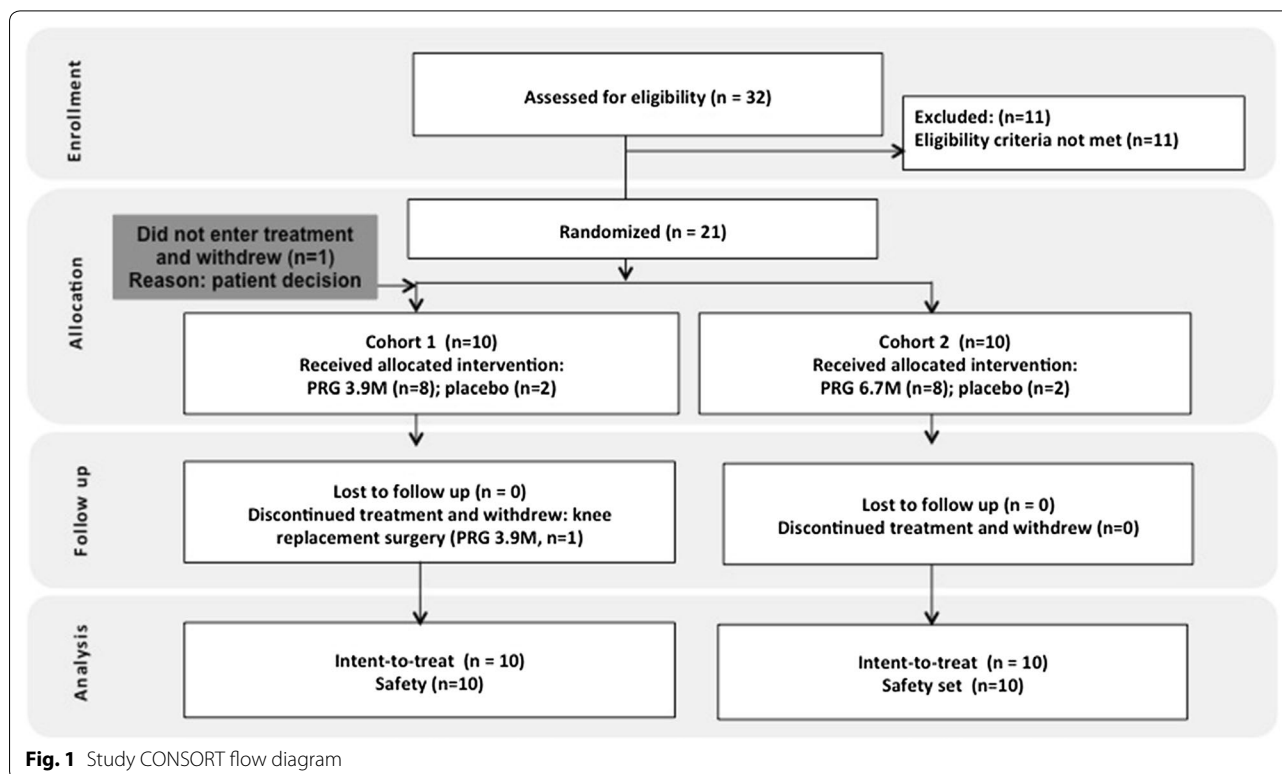 Enrollment
Assessed for eligibility (n = 32)
Excluded: (n=11)
Eligibility criteria not met (n=11)
Allocation
Randomized (n = 21)
Did not enter treatment
and withdrew (n=1)
Reason: patient decision
Cohort 1 (n=10)
Received allocated intervention:
PRG 3.9M (n=8); placebo (n=2)
Cohort 2 (n=10)
Received allocated intervention:
PRG 6.7M (n=8); placebo (n=2)
Follow up
Lost to follow up (n = 0)
Discontinued treatment and withdrew: knee
replacement surgery (PRG 3.9M, n=1)
Lost to follow up (n = 0)
Discontinued treatment and withdrew (n=0)
Analysis
Intent-to-treat (n = 10)
Safety (n=10)
Intent-to-treat (n = 10)
Safety set (n=10)
Fig. 1 Study CONSORT flow diagram